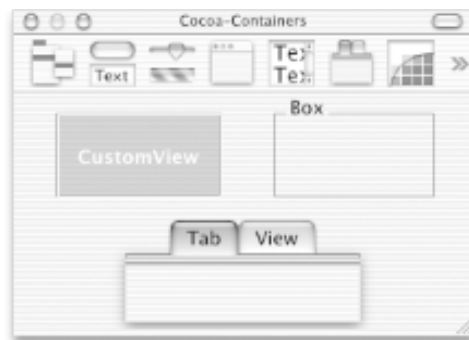 Cocoa-Containers
Text
Tex
Tex
Box
CustomView
Tab View